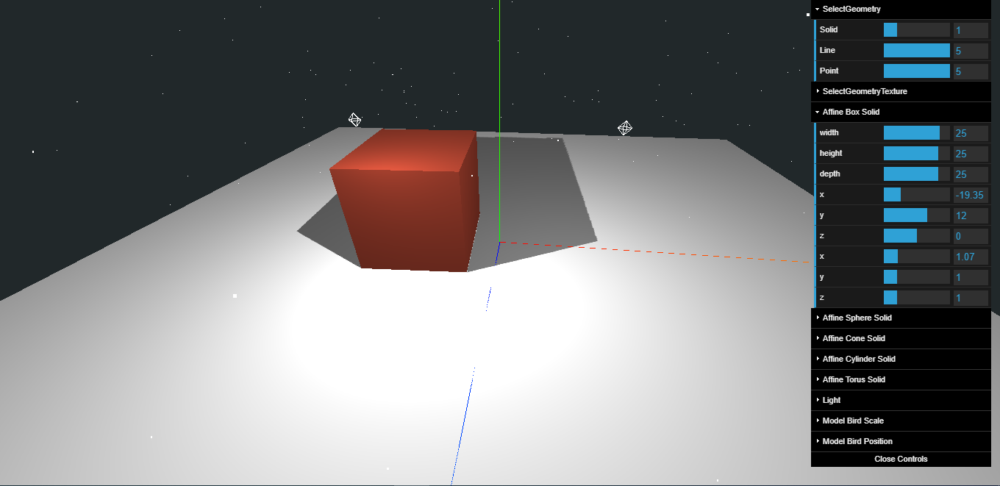 SelectGeometry
Solid 1
Line 5
Point 5
SelectGeometryTexture
Affine Box Solid
width 25
height 25
depth 25
x -19.35
y 12
z 0
x 1.07
y 1
z 1
Affine Sphere Solid
Affine Cone Solid
Affine Cylinder Solid
Affine Torus Solid
Light
Model Bird Scale
Model Bird Position
Close Controls